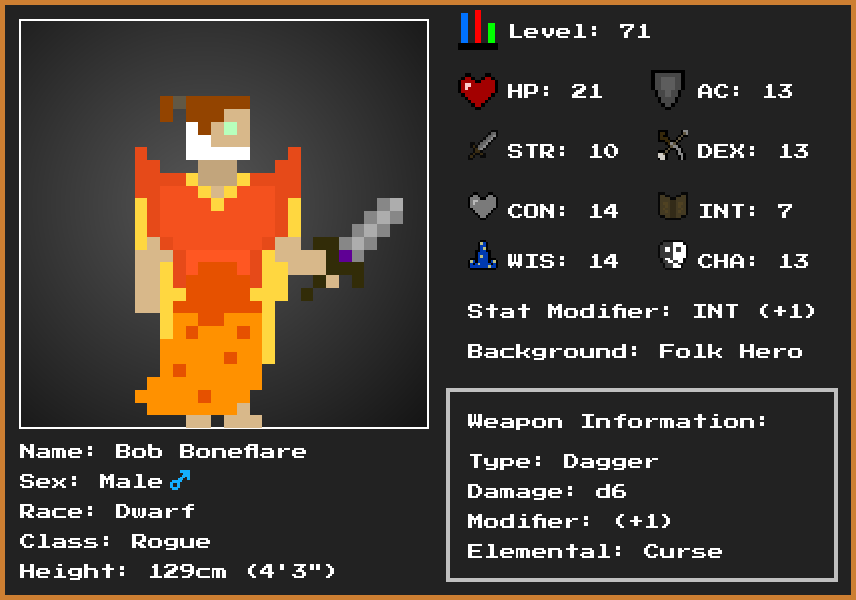 Level: 71
HP: 21 AC: 13
STR: 10 DEX: 13
CON: 14 INT: 7
WIS: 14 CHA: 13
Stat Modifier: INT (+1)
Background: Folk Hero
Weapon Information:
Type: Dagger
Damage: d6
Modifier: (+1)
Elemental: Curse
Name: Bob Boneflare
Sex: Male ♂
Race: Dwarf
Class: Rogue
Height: 129cm (4'3")